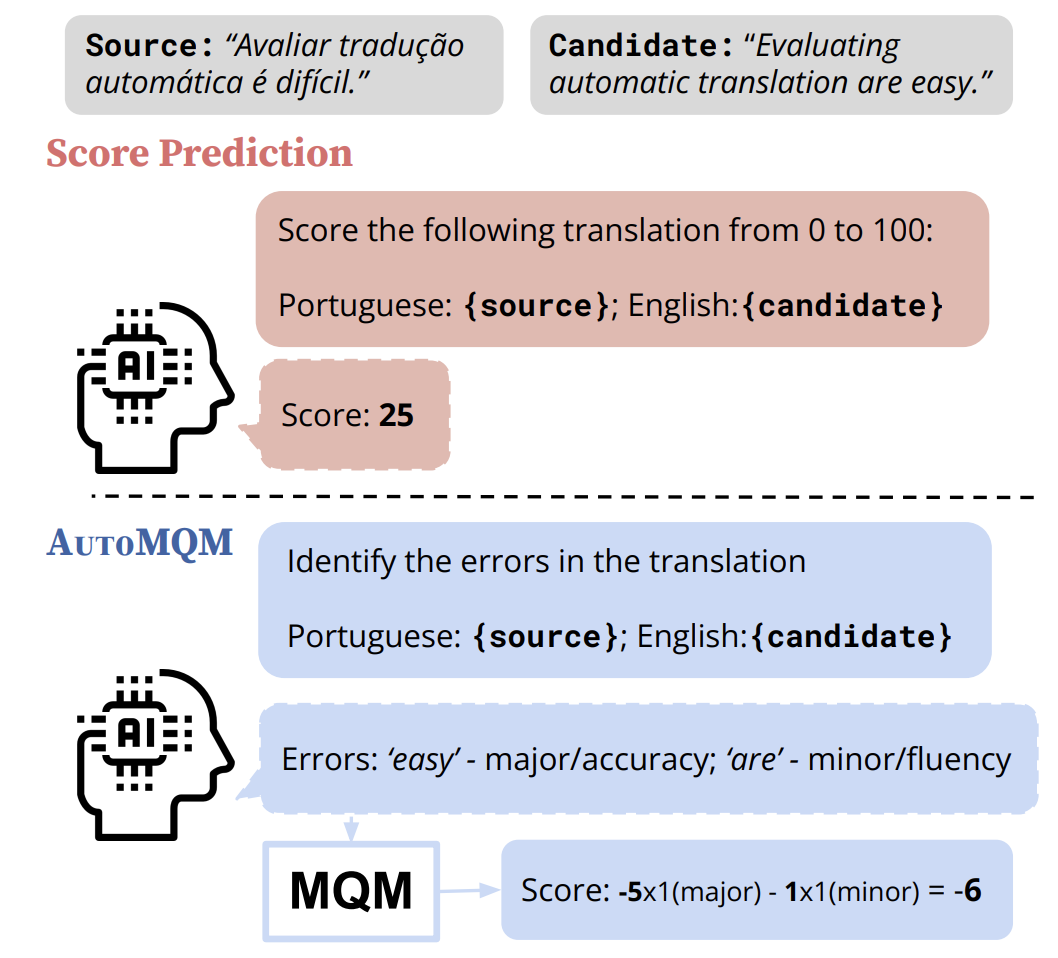 Source: “Avaliar tradução
automática é difícil.”
Candidate: “Evaluating
automatic translation are easy.”
Score Prediction
Score the following translation from 0 to 100:
Portuguese: {source}; English:{candidate}
AI
Score: 25
AUTOMQM
Identify the errors in the translation
Portuguese: {source}; English:{candidate}
AI
Errors: ‘easy’ - major/accuracy; ‘are’ - minor/fluency
MQM
Score: -5x1(major) - 1x1(minor) = -6